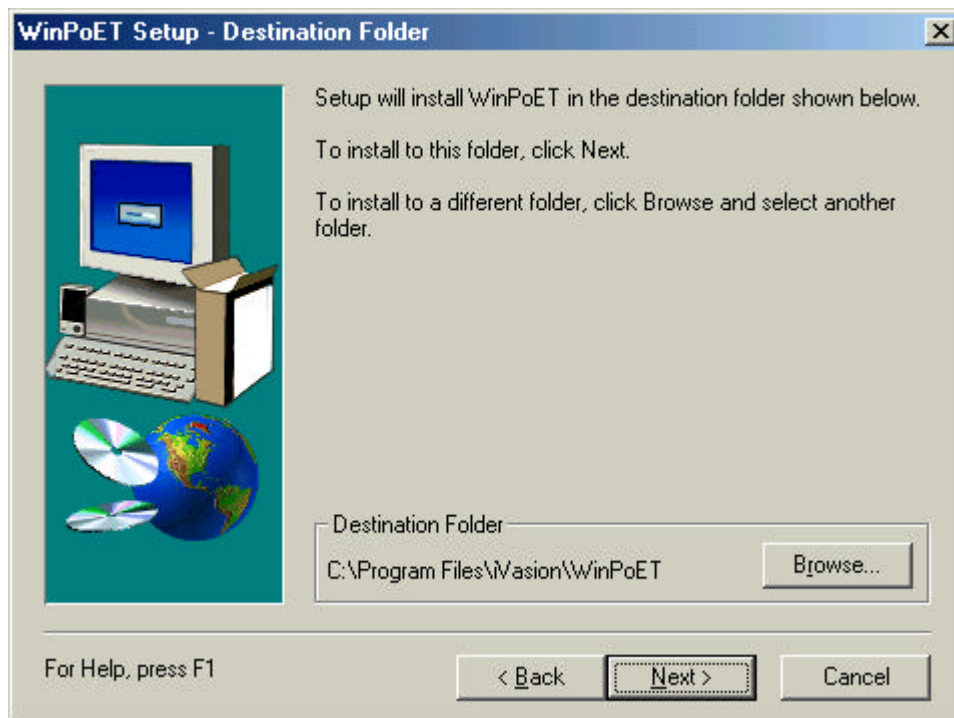 WinPoET Setup - Destination Folder
Setup will install WinPoET in the destination folder shown below.
To install to this folder, click Next.
To install to a different folder, click Browse and select another
folder.
Destination Folder
C:\Program Files\iVasion\WinPoET
Browse...
For Help, press F1
< Back
Next >
Cancel